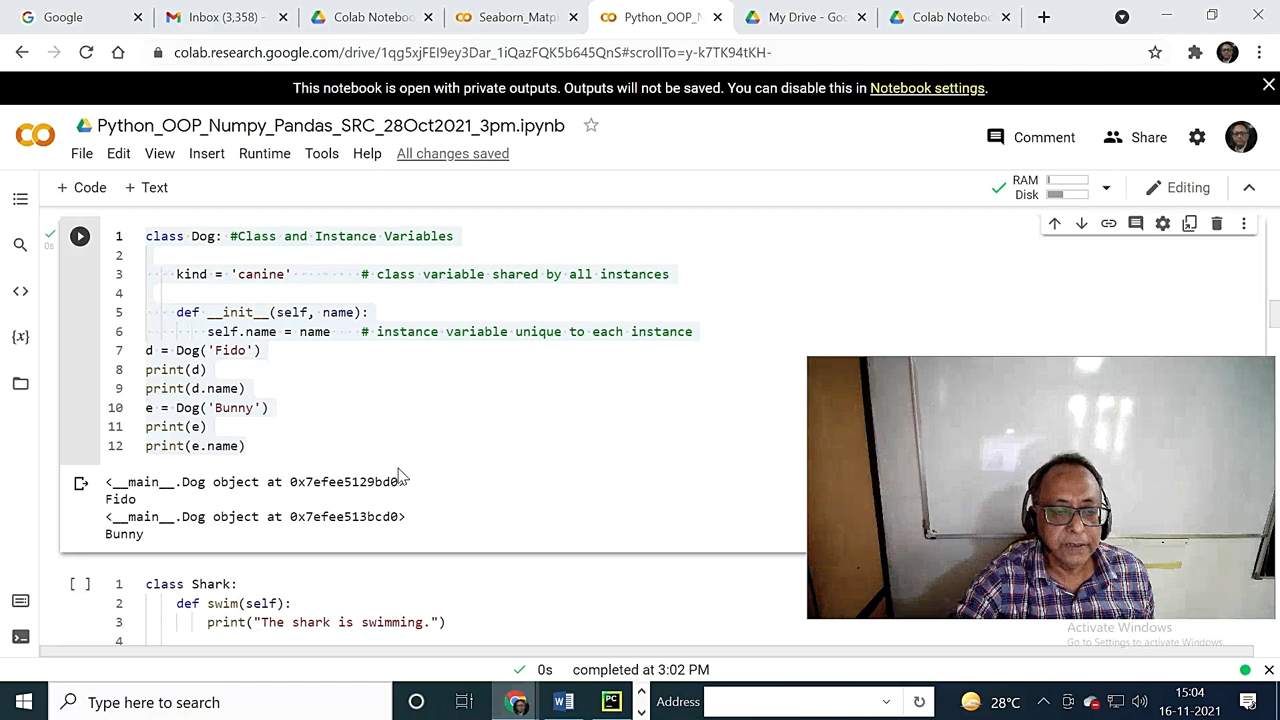 Google
Inbox (3,358) -
Colab Notebook
Seaborn_Matp
Python_OOP_N
My Drive - Goo
Colab Notebo
colab.research.google.com/drive/1qg5xjFEI9ey3Dar_1iQazFQK5b645QnS#scrollTo=y-k7TK94tKH-
This notebook is open with private outputs. Outputs will not be saved. You can disable this in Notebook settings.
Python_OOP_Numpy_Pandas_SRC_28Oct2021_3pm.ipynb
Comment
Share
File Edit View Insert Runtime Tools Help All changes saved
+ Code + Text
RAM
Disk
Editing
0s
1 class Dog: #Class and Instance Variables
2
3 kind = 'canine' # class variable shared by all instances
4
5 def __init__(self, name):
6 self.name = name # instance variable unique to each instance
7 d = Dog('Fido')
8 print(d)
9 print(d.name)
10 e = Dog('Bunny')
11 print(e)
12 print(e.name)
<__main__.Dog object at 0x7efee5129bd0>
Fido
<__main__.Dog object at 0x7efee513bcd0>
Bunny
[ ] 1 class Shark:
2 def swim(self):
3 print("The shark is swimming.")
4
Activate Windows
Go to Settings to activate Windows.
0s completed at 3:02 PM
Type here to search
Address
28°C
15:04
16-11-2021